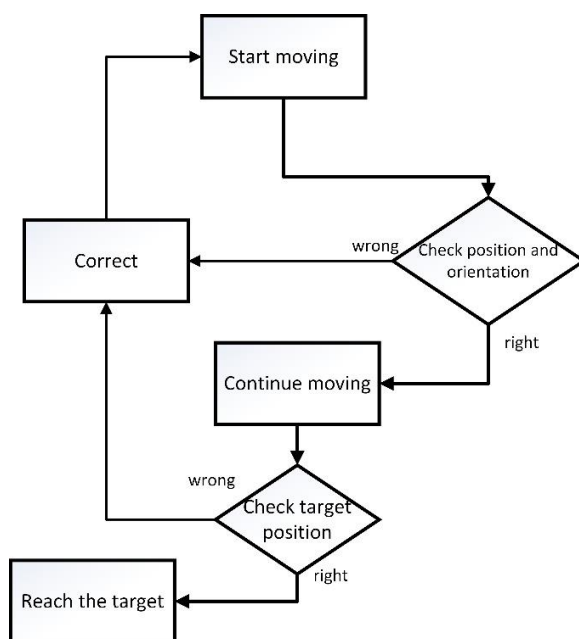 Start moving
wrong
Check position and
orientation
Correct
right
Continue moving
wrong
Check target
position
right
Reach the target